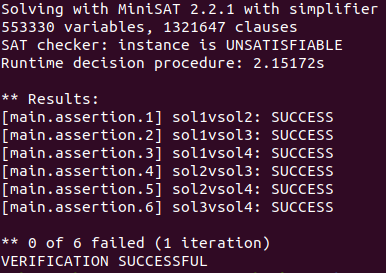 Solving with MiniSAT 2.2.1 with simplifier
553330 variables, 1321647 clauses
SAT checker: instance is UNSATISFIABLE
Runtime decision procedure: 2.15172s

** Results:
[main.assertion.1] sol1vsol2: SUCCESS
[main.assertion.2] sol1vsol3: SUCCESS
[main.assertion.3] sol1vsol4: SUCCESS
[main.assertion.4] sol2vsol3: SUCCESS
[main.assertion.5] sol2vsol4: SUCCESS
[main.assertion.6] sol3vsol4: SUCCESS

** 0 of 6 failed (1 iteration)
VERIFICATION SUCCESSFUL